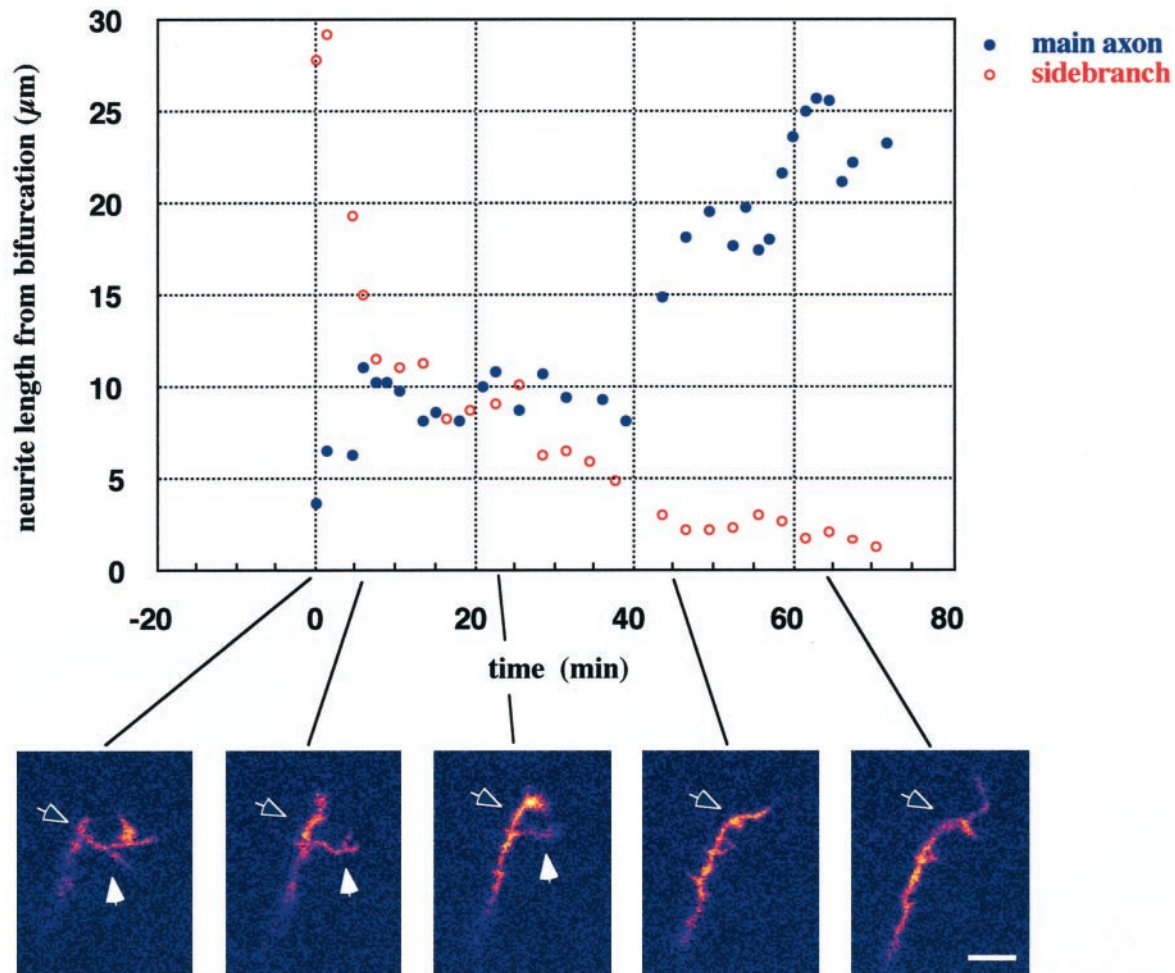 30
25
20
15
10
5
0
neurite length from bifurcation (μm)
main axon
sidebranch
-20 0 20 40 60 80
time (min)